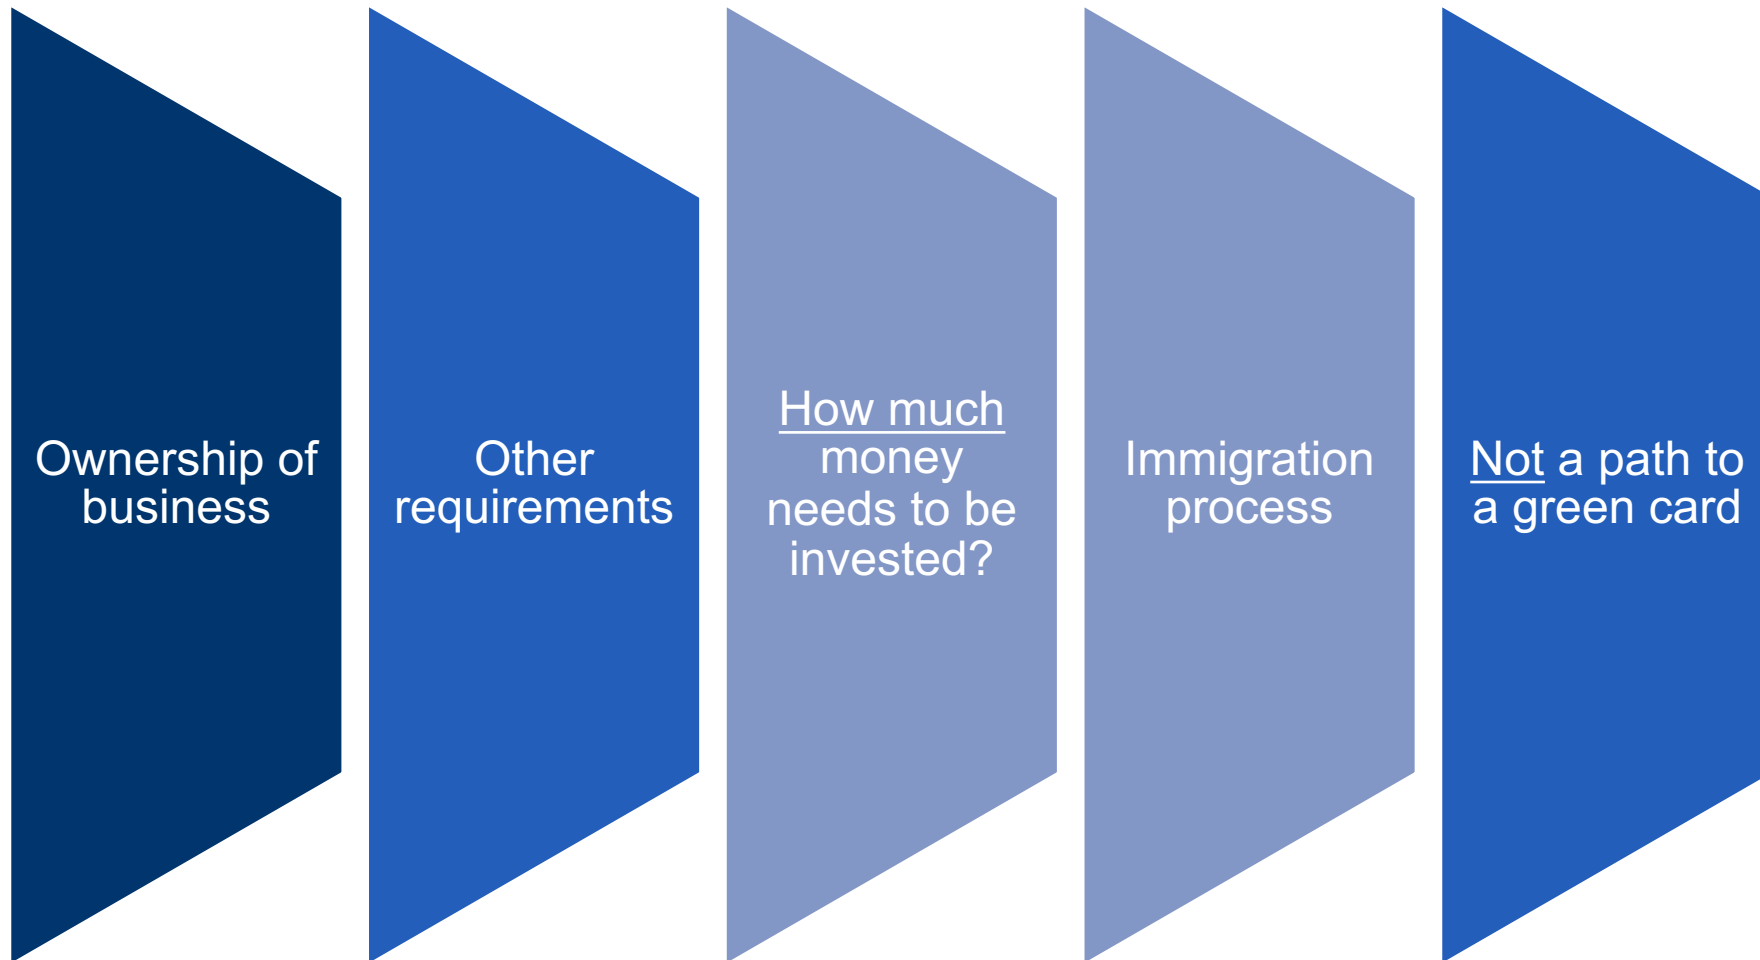 Ownership of
business
Other
requirements
How much
money
needs to be
invested?
Immigration
process
Not a path to
a green card